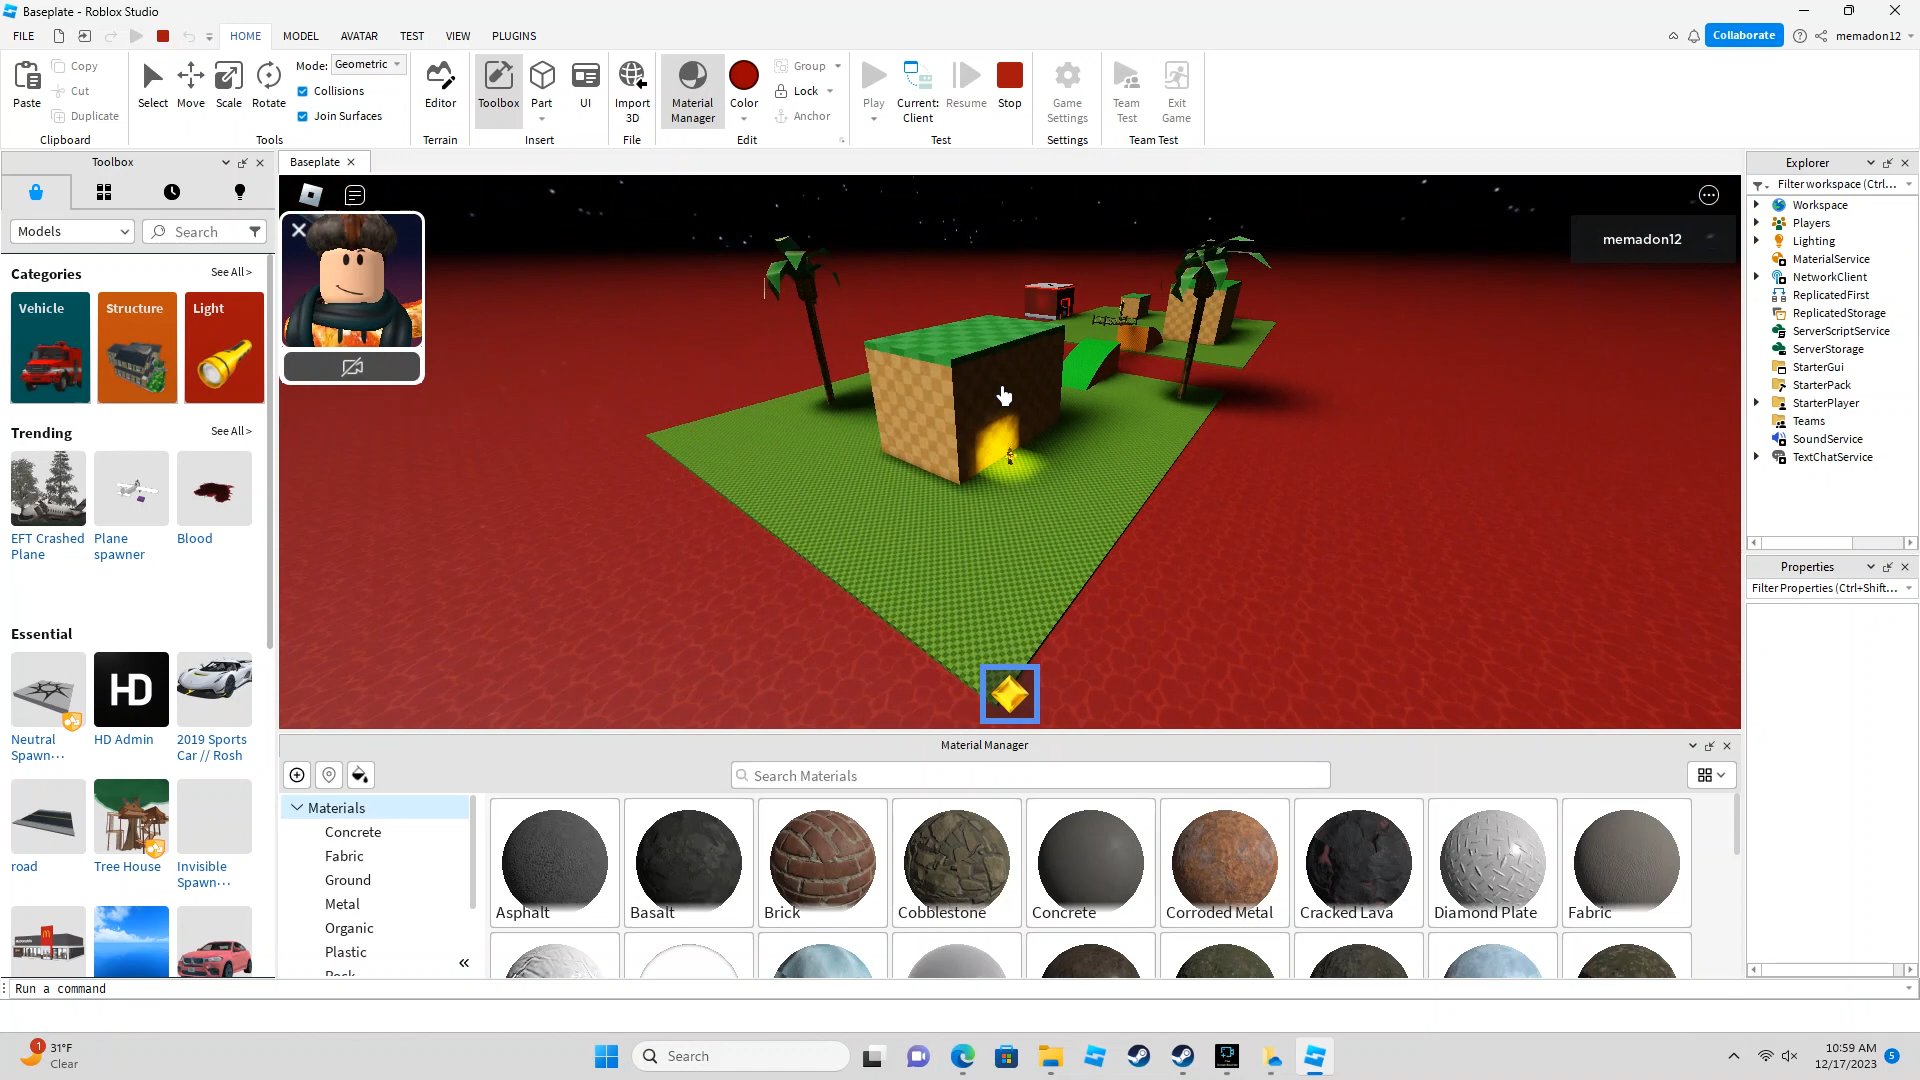 Baseplate - Roblox Studio
FILE HOME MODEL AVATAR TEST VIEW PLUGINS
Collaborate memadon12
Paste Copy Cut Duplicate Clipboard
Select Move Scale Rotate Mode: Geometric
Collisions
Join Surfaces
Tools
Editor Terrain
Toolbox Part UI Insert
Import 3D File
Material Manager Color Group Lock Anchor Edit
Play Current: Client Resume Stop Test
Game Settings Settings
Team Test Exit Game Team Test
Toolbox
Models Search
Categories See All >
Vehicle Structure Light
Trending See All >
EFT Crashed Plane
Plane spawner
Blood
Essential
HD
Neutral Spawn...
HD Admin
2019 Sports Car // Rosh
road
Tree House
Invisible Spawn...
Baseplate
memadon12
Material Manager
Search Materials
Materials
Concrete
Fabric
Ground
Metal
Organic
Plastic
Rock
Asphalt Basalt Brick Cobblestone Concrete Corroded Metal Cracked Lava Diamond Plate Fabric
Explorer
Filter workspace (Ctrl...
Workspace
Players
Lighting
MaterialService
NetworkClient
ReplicatedFirst
ReplicatedStorage
ServerScriptService
ServerStorage
StarterGui
StarterPack
StarterPlayer
Teams
SoundService
TextChatService
Properties
Filter Properties (Ctrl+Shift...
Run a command
1
31°F
Clear
Search
10:59 AM
12/17/2023
5